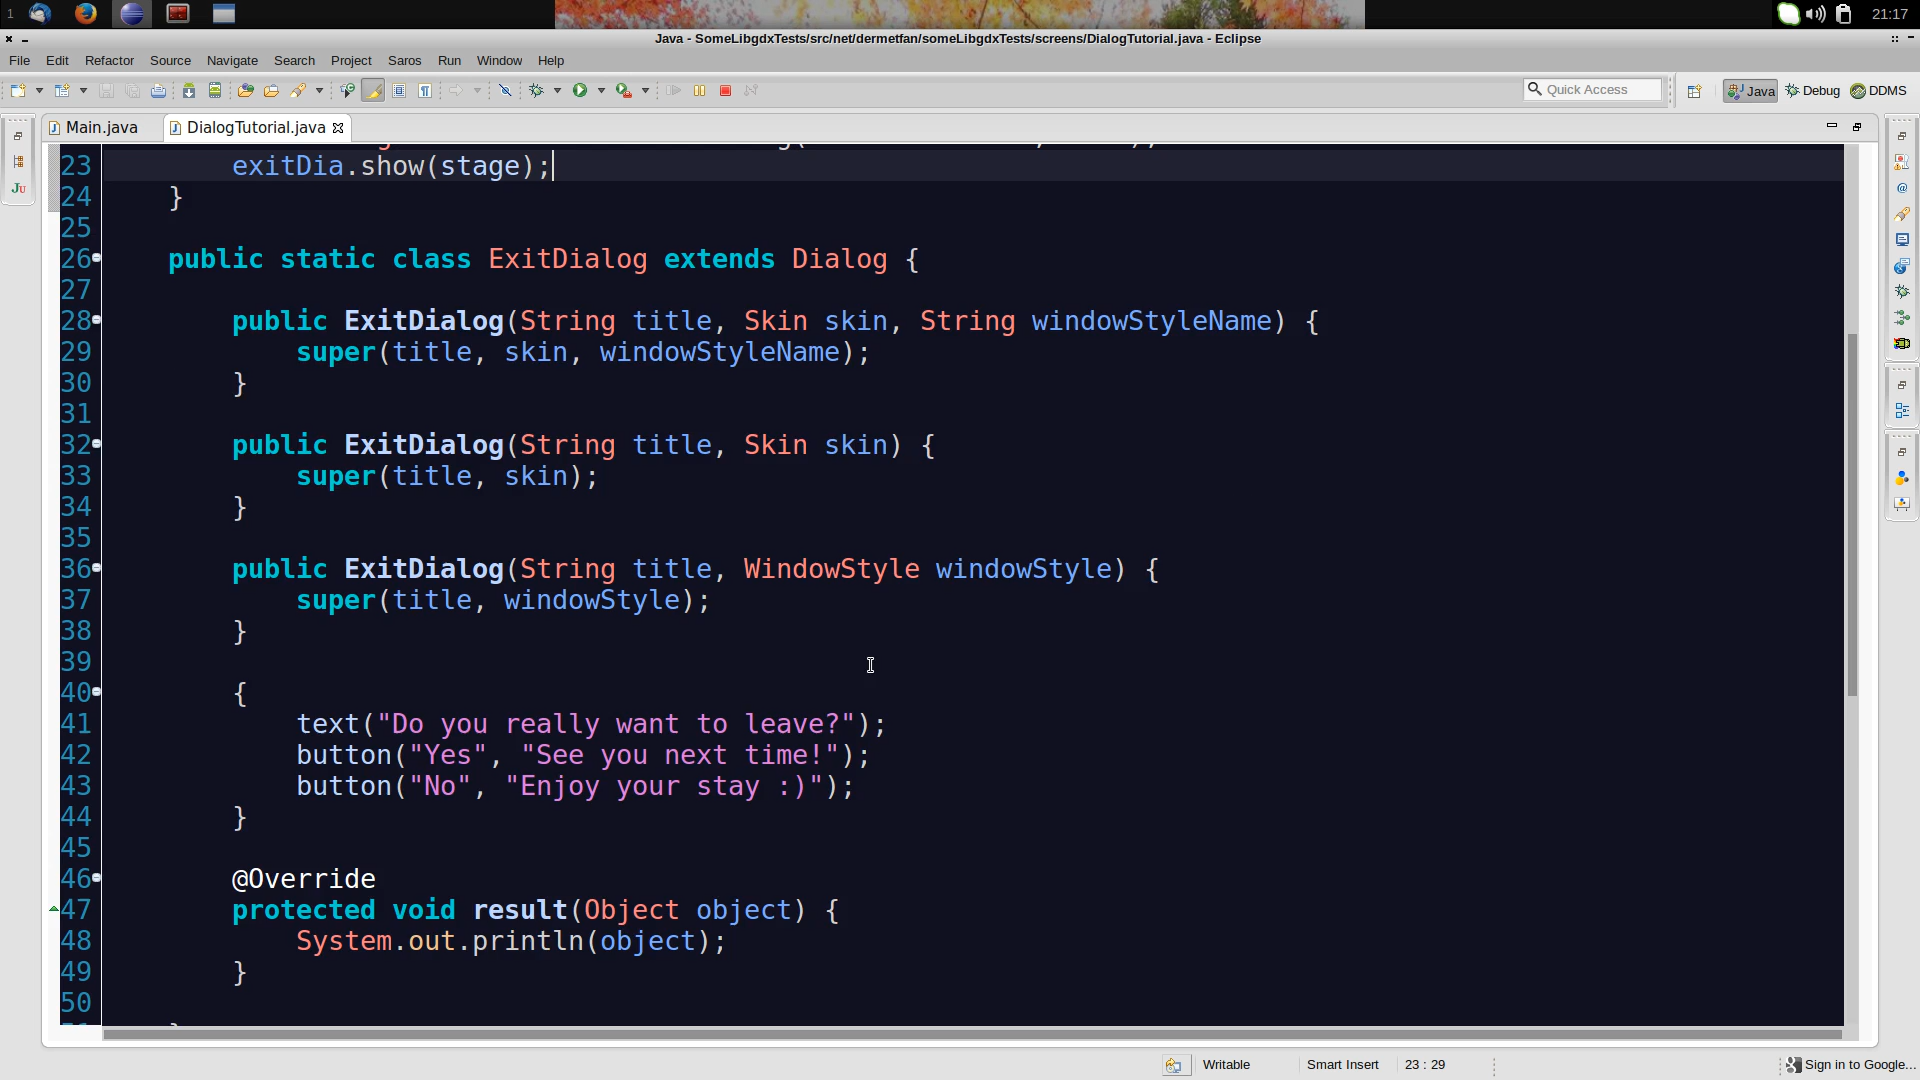 1
21:17
Java - SomeLibgdxTests/src/net/dermetfan/someLibgdxTests/screens/DialogTutorial.java - Eclipse
File Edit Refactor Source Navigate Search Project Saros Run Window Help
Quick Access
Java Debug DDMS
Main.java DialogTutorial.java
23 exitDia.show(stage);
24 }
25
26 public static class ExitDialog extends Dialog {
27
28 public ExitDialog(String title, Skin skin, String windowStyleName) {
29 super(title, skin, windowStyleName);
30 }
31
32 public ExitDialog(String title, Skin skin) {
33 super(title, skin);
34 }
35
36 public ExitDialog(String title, WindowStyle windowStyle) {
37 super(title, windowStyle);
38 }
39
40 {
41 text("Do you really want to leave?");
42 button("Yes", "See you next time!");
43 button("No", "Enjoy your stay :)");
44 }
45
46 @Override
47 protected void result(Object object) {
48 System.out.println(object);
49 }
50
Writable Smart Insert 23 : 29 Sign in to Google...